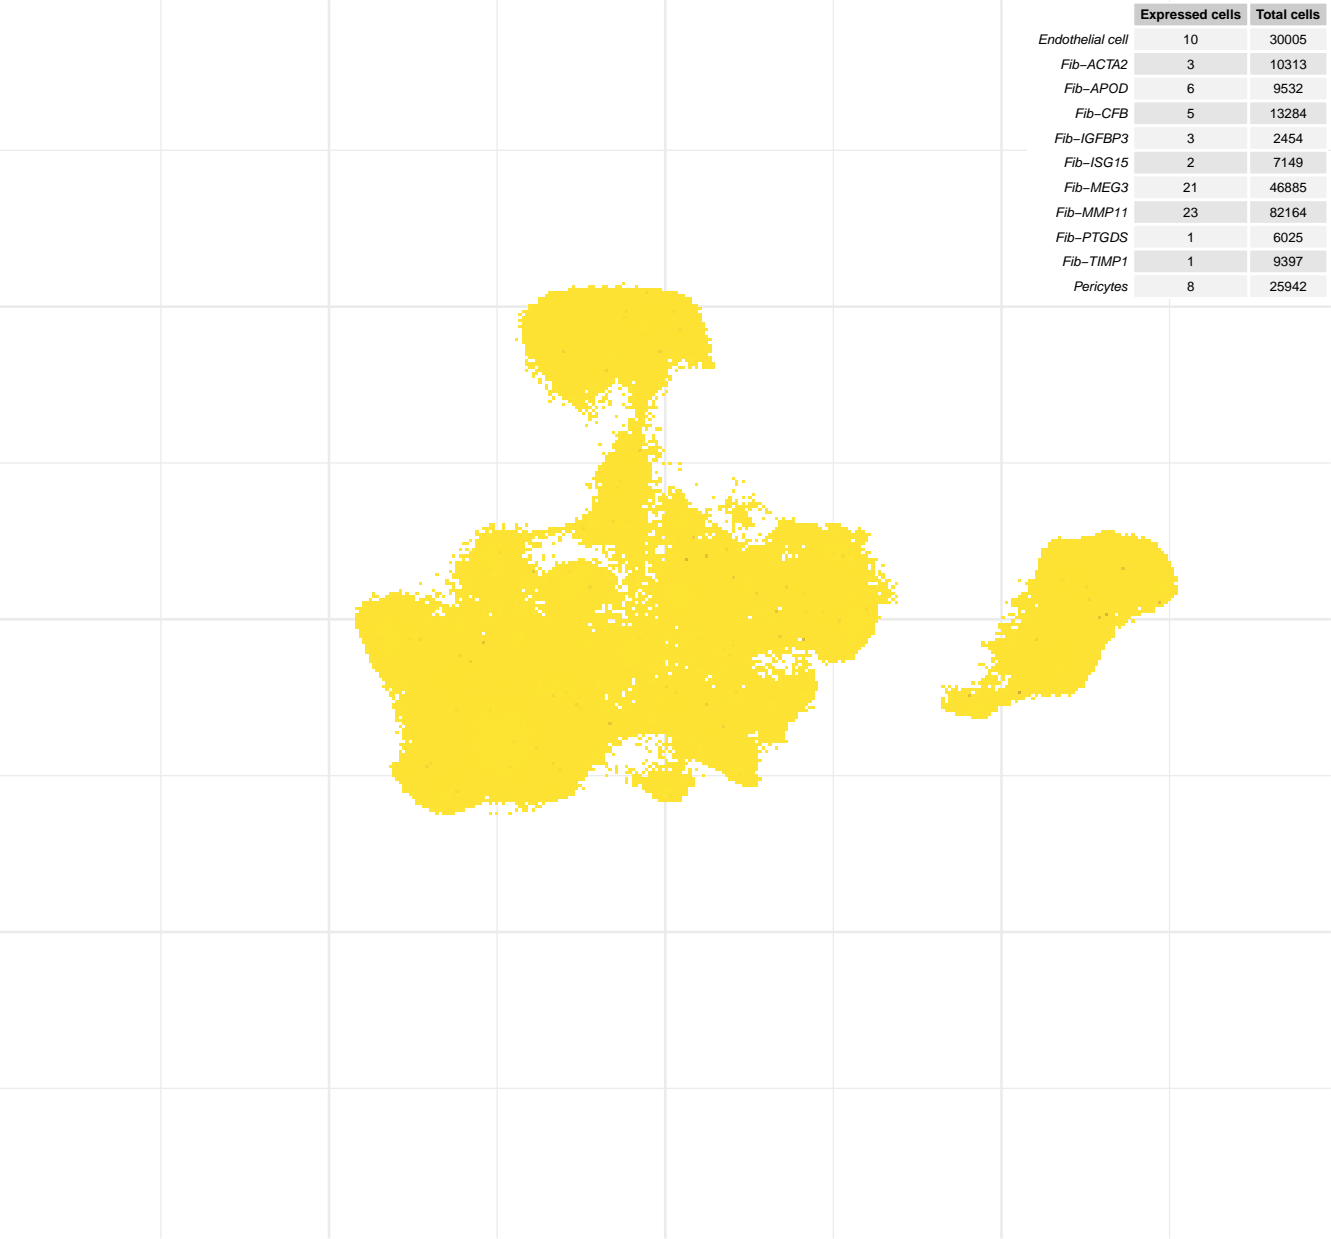 Expressed cells Total cells
Endothelial cell 10 30005
Fib−ACTA2 3 10313
Fib−APOD 6 9532
Fib−CFB 5 13284
Fib−IGFBP3 3 2454
Fib−ISG15 2 7149
Fib−MEG3 21 46885
Fib−MMP11 23 82164
Fib−PTGDS 1 6025
Fib−TIMP1 1 9397
Pericytes 8 25942